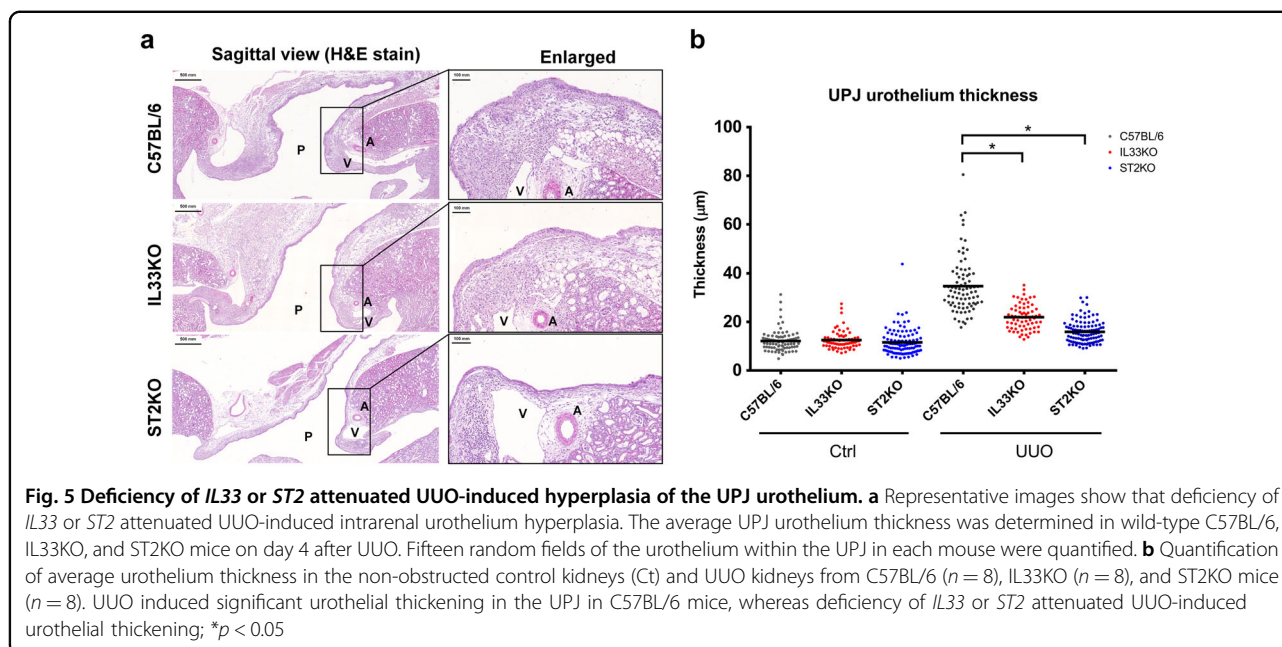 a
Sagittal view (H&E stain)
Enlarged
C57BL/6
500 mm
P
A
V
100 mm
V
A
IL33KO
500 mm
P
A
V
100 mm
V
A
ST2KO
500 mm
P
A
V
100 mm
V
A
b
UPJ urothelium thickness
C57BL/6
IL33KO
ST2KO
*
*
Thickness (µm)
100
80
60
40
20
0
C57BL/6
IL33KO
ST2KO
C57BL/6
IL33KO
ST2KO
Ctrl
UUO
Fig. 5 Deficiency of IL33 or ST2 attenuated UUO-induced hyperplasia of the UPJ urothelium. a Representative images show that deficiency of
IL33 or ST2 attenuated UUO-induced intrarenal urothelium hyperplasia. The average UPJ urothelium thickness was determined in wild-type C57BL/6,
IL33KO, and ST2KO mice on day 4 after UUO. Fifteen random fields of the urothelium within the UPJ in each mouse were quantified. b Quantification
of average urothelium thickness in the non-obstructed control kidneys (Ct) and UUO kidneys from C57BL/6 (n = 8), IL33KO (n = 8), and ST2KO mice
(n = 8). UUO induced significant urothelial thickening in the UPJ in C57BL/6 mice, whereas deficiency of IL33 or ST2 attenuated UUO-induced
urothelial thickening; *p < 0.05